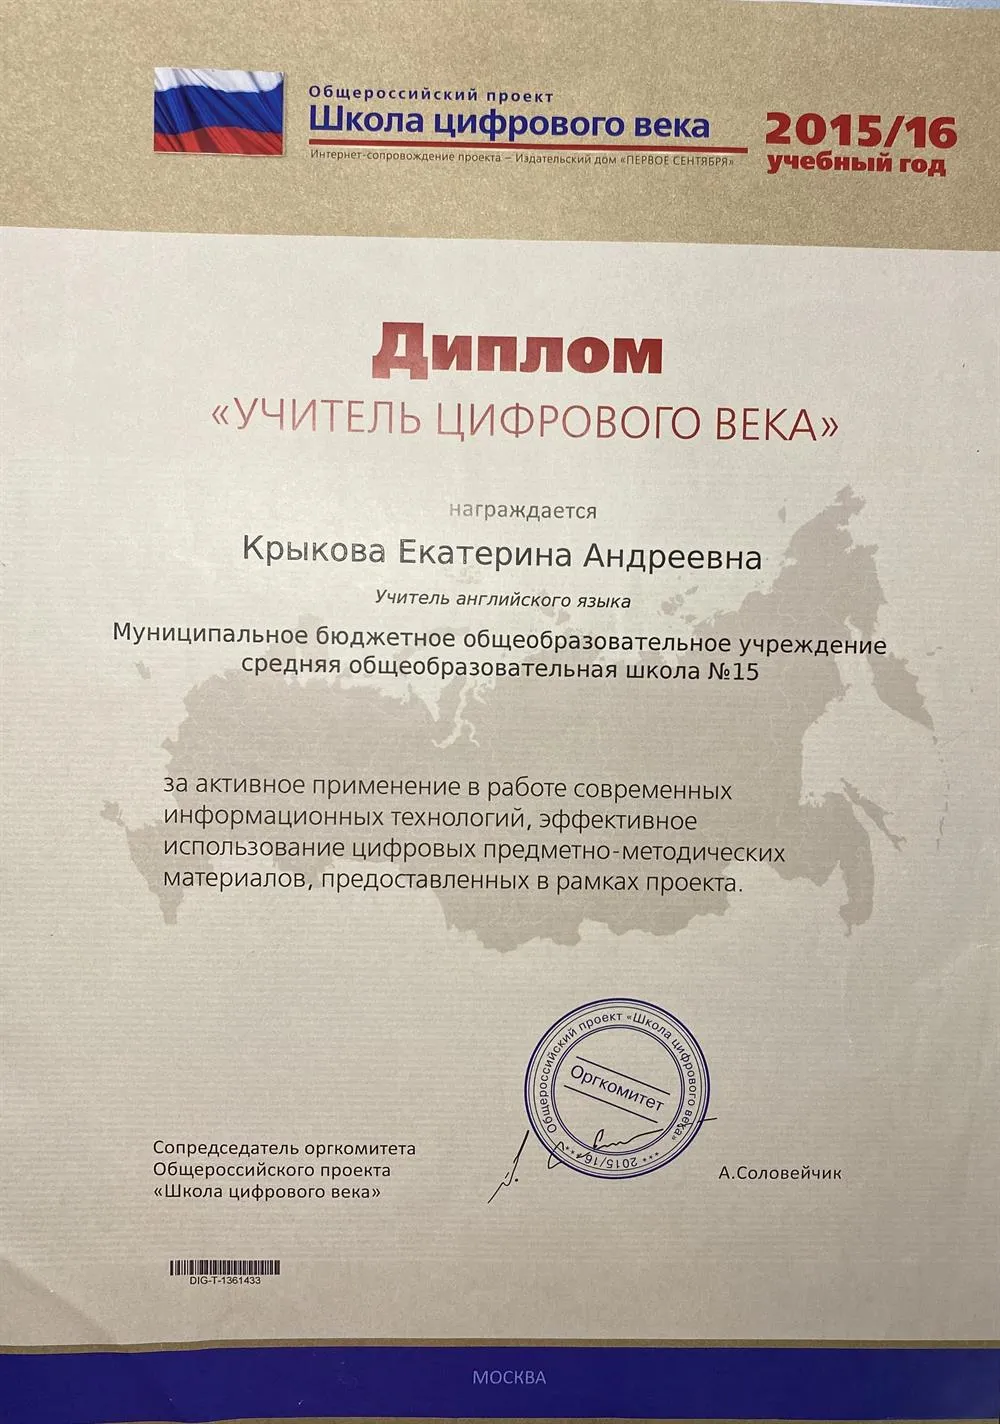 Общероссийский проект
Школа цифрового века
Интернет-сопровождение проекта – Издательский дом «ПЕРВОЕ СЕНТЯБРЯ»
2015/16
учебный год
Диплом
«УЧИТЕЛЬ ЦИФРОВОГО ВЕКА»
награждается
Крыкова Екатерина Андреевна
Учитель английского языка
Муниципальное бюджетное общеобразовательное учреждение
средняя общеобразовательная школа №15
за активное применение в работе современных
информационных технологий, эффективное
использование цифровых предметно-методических
материалов, предоставленных в рамках проекта.
Общероссийский проект «Школа цифрового века»
Оргкомитет
*** 2015/16 ***
Сопредседатель оргкомитета
Общероссийского проекта
«Школа цифрового века»
А.Соловейчик
DIG-T-1361433
МОСКВА